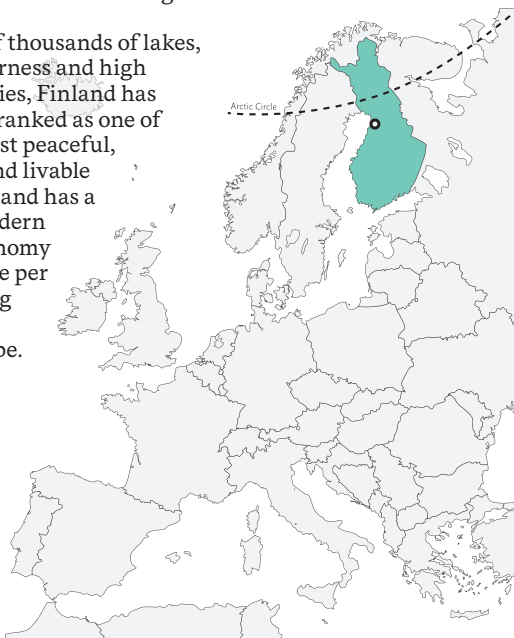 f thousands of lakes,
rness and high
ies, Finland has
ranked as one of
st peaceful,
nd livable
and has a
dern
onomy
e per
g
pe.
Arctic Circle